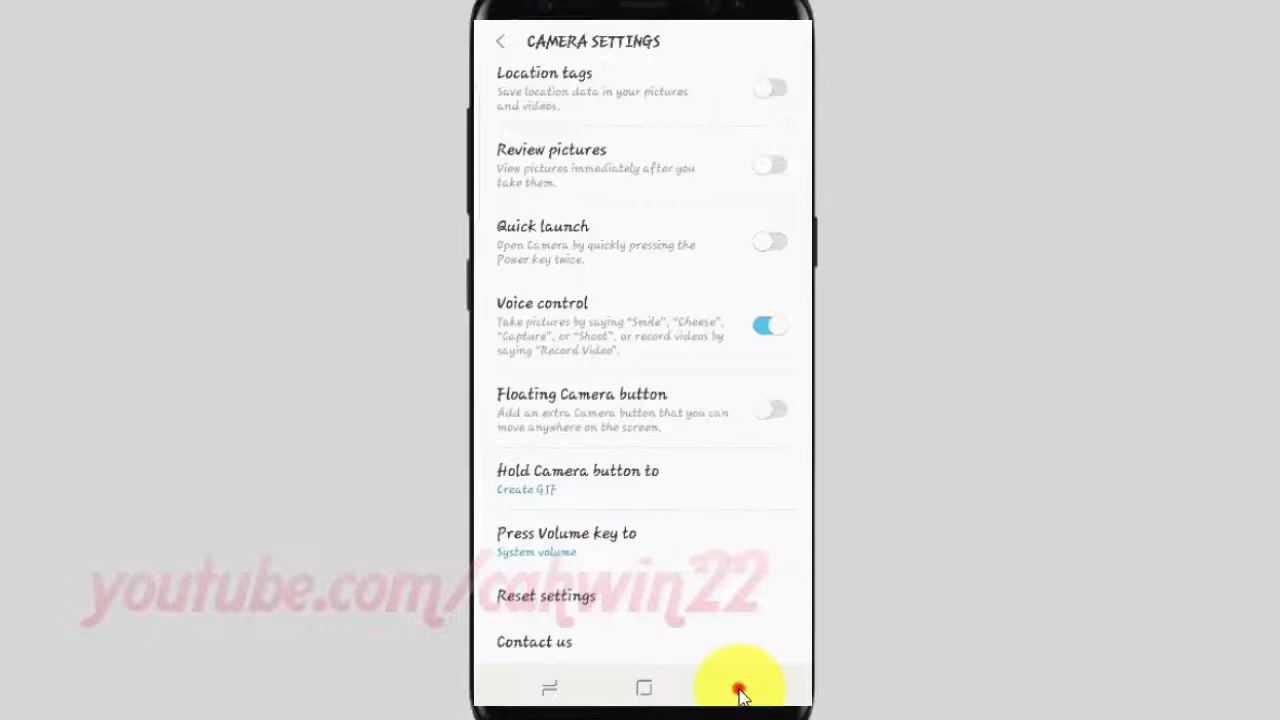 CAMERA SETTINGS
Location tags
Save location data in your pictures
and videos.
Review pictures
View pictures immediately after you
take them.
Quick launch
Open Camera by quickly pressing the
Power key twice.
Voice control
Take pictures by saying "Smile", "Cheese",
"Capture", or "Shoot", or record videos by
saying "Record Video".
Floating Camera button
Add an extra Camera button that you can
move anywhere on the screen.
Hold Camera button to
Create GIF
Press Volume key to
System volume
youtube.com/cahwin22
Reset settings
Contact us